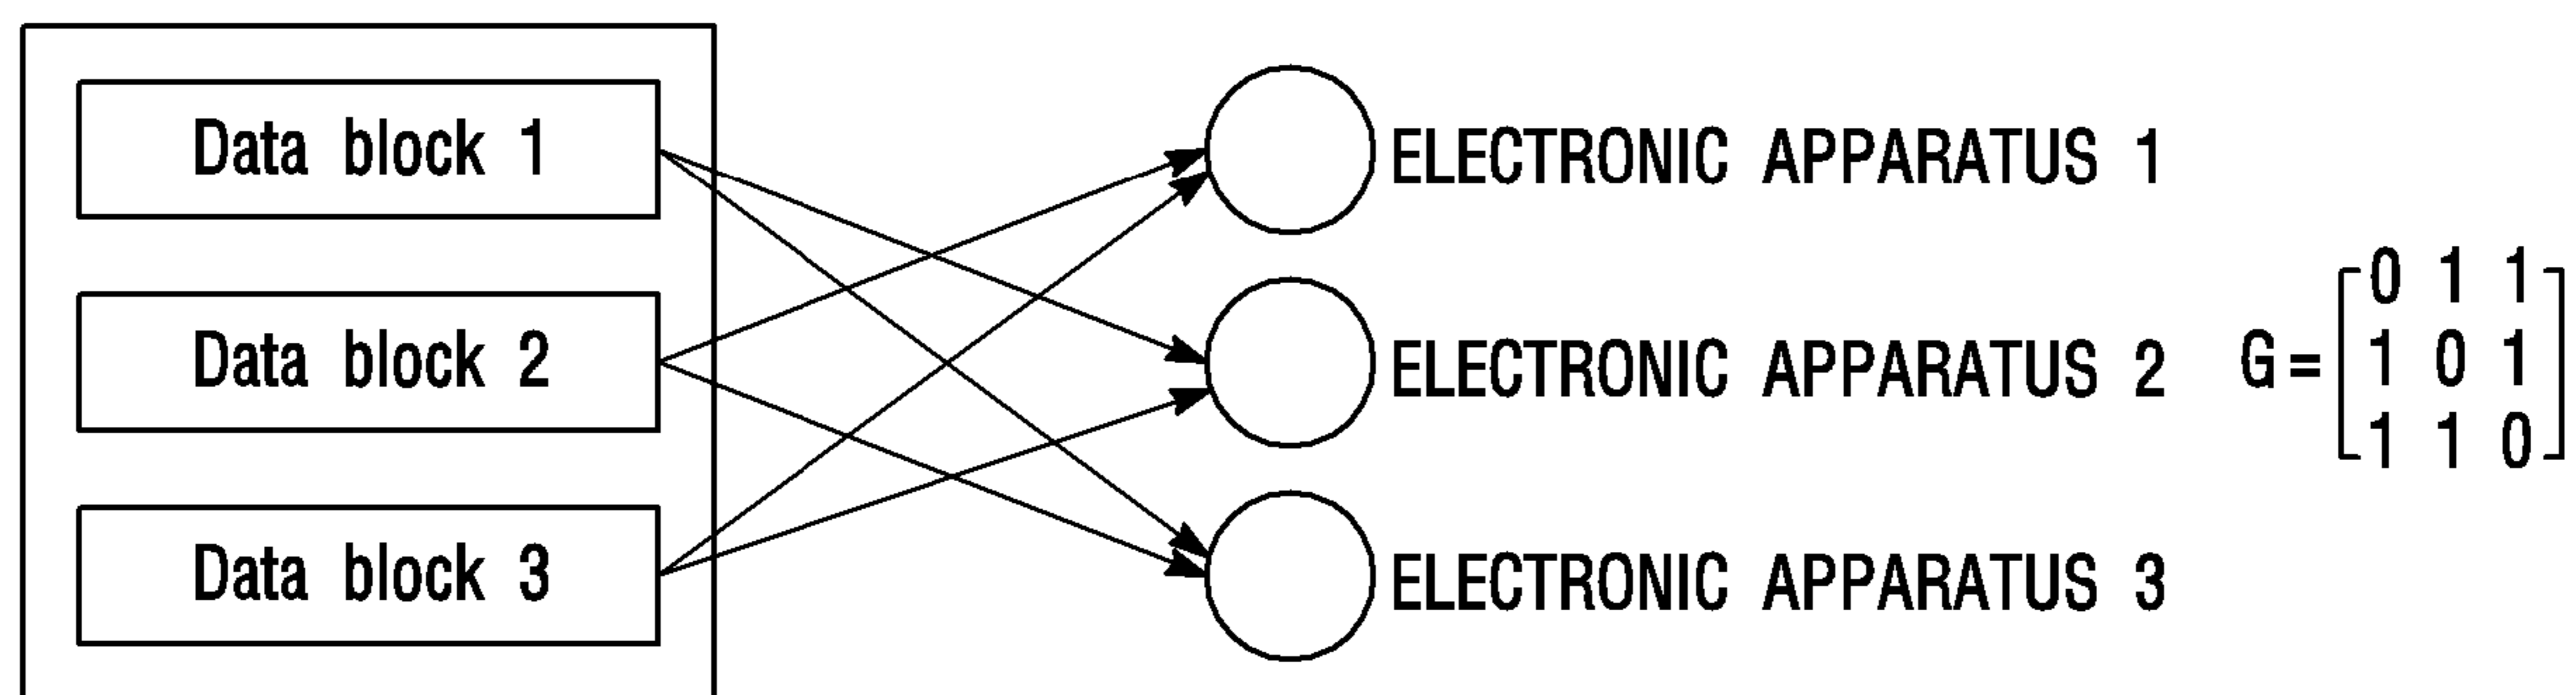 Data block 1
ELECTRONIC APPARATUS 1
Data block 2
ELECTRONIC APPARATUS 2
G=[0 1 1
1 0 1
1 1 0]
Data block 3
ELECTRONIC APPARATUS 3